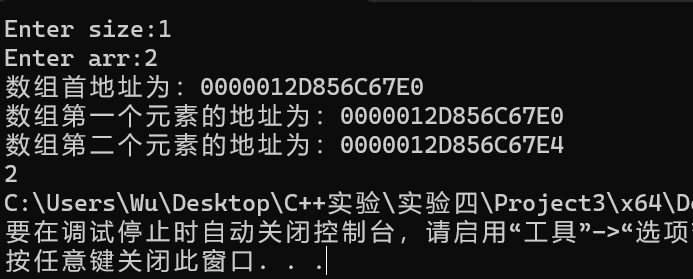 Enter size:1
Enter arr:2
数组首地址为：0000012D856C67E0
数组第一个元素的地址为：0000012D856C67E0
数组第二个元素的地址为：0000012D856C67E4
2
C:\Users\Wu\Desktop\C++实验\实验四\Project3\x64\De
要在调试停止时自动关闭控制台，请启用“工具”->“选项”
按任意键关闭此窗口. . .